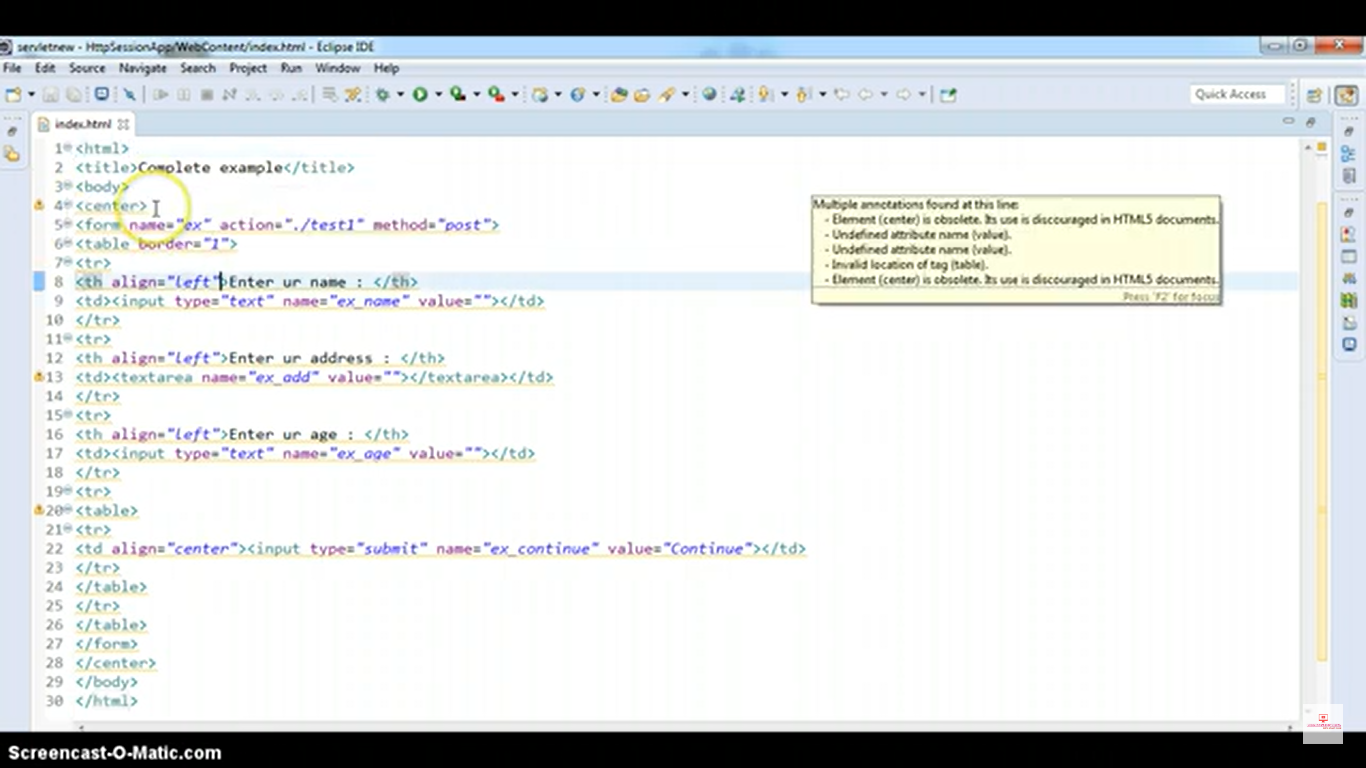 servletnew - HttpSessionApp/WebContent/index.html - Eclipse IDE
File Edit Source Navigate Search Project Run Window Help
Quick Access
index.html
1 <html>
2 <title>Complete example</title>
3 <body>
4 <center>
5 <form name="ex" action="./test1" method="post">
6 <table border="1">
7 <tr>
8 <th align="left">Enter ur name : </th>
9 <td><input type="text" name="ex_name" value=""></td>
10 </tr>
11 <tr>
12 <th align="left">Enter ur address : </th>
13 <td><textarea name="ex_add" value=""></textarea></td>
14 </tr>
15 <tr>
16 <th align="left">Enter ur age : </th>
17 <td><input type="text" name="ex_age" value=""></td>
18 </tr>
19 <tr>
20 <table>
21 <tr>
22 <td align="center"><input type="submit" name="ex_continue" value="Continue"></td>
23 </tr>
24 </table>
25 </tr>
26 </table>
27 </form>
28 </center>
29 </body>
30 </html>
Multiple annotations found at this line:
- Element (center) is obsolete. Its use is discouraged in HTML5 documents.
- Undefined attribute name (value).
- Undefined attribute name (value).
- Invalid location of tag (table).
- Element (center) is obsolete. Its use is discouraged in HTML5 documents.
Press 'F2' for focus
Screencast-O-Matic.com